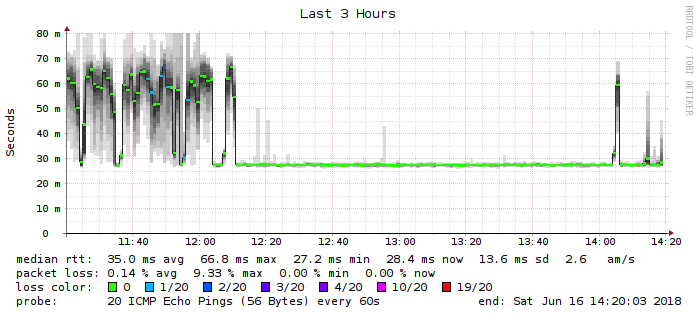 Last 3 Hours
RRDTOOL / TOBI OETIKER
Seconds
80 m
70 m
60 m
50 m
40 m
30 m
20 m
10 m
0
11:40 12:00 12:20 12:40 13:00 13:20 13:40 14:00 14:20
median rtt: 35.0 ms avg 66.8 ms max 27.2 ms min 28.4 ms now 13.6 ms sd 2.6 am/s
packet loss: 0.14 % avg 9.33 % max 0.00 % min 0.00 % now
loss color: 0 1/20 2/20 3/20 4/20 10/20 19/20
probe: 20 ICMP Echo Pings (56 Bytes) every 60s end: Sat Jun 16 14:20:03 2018